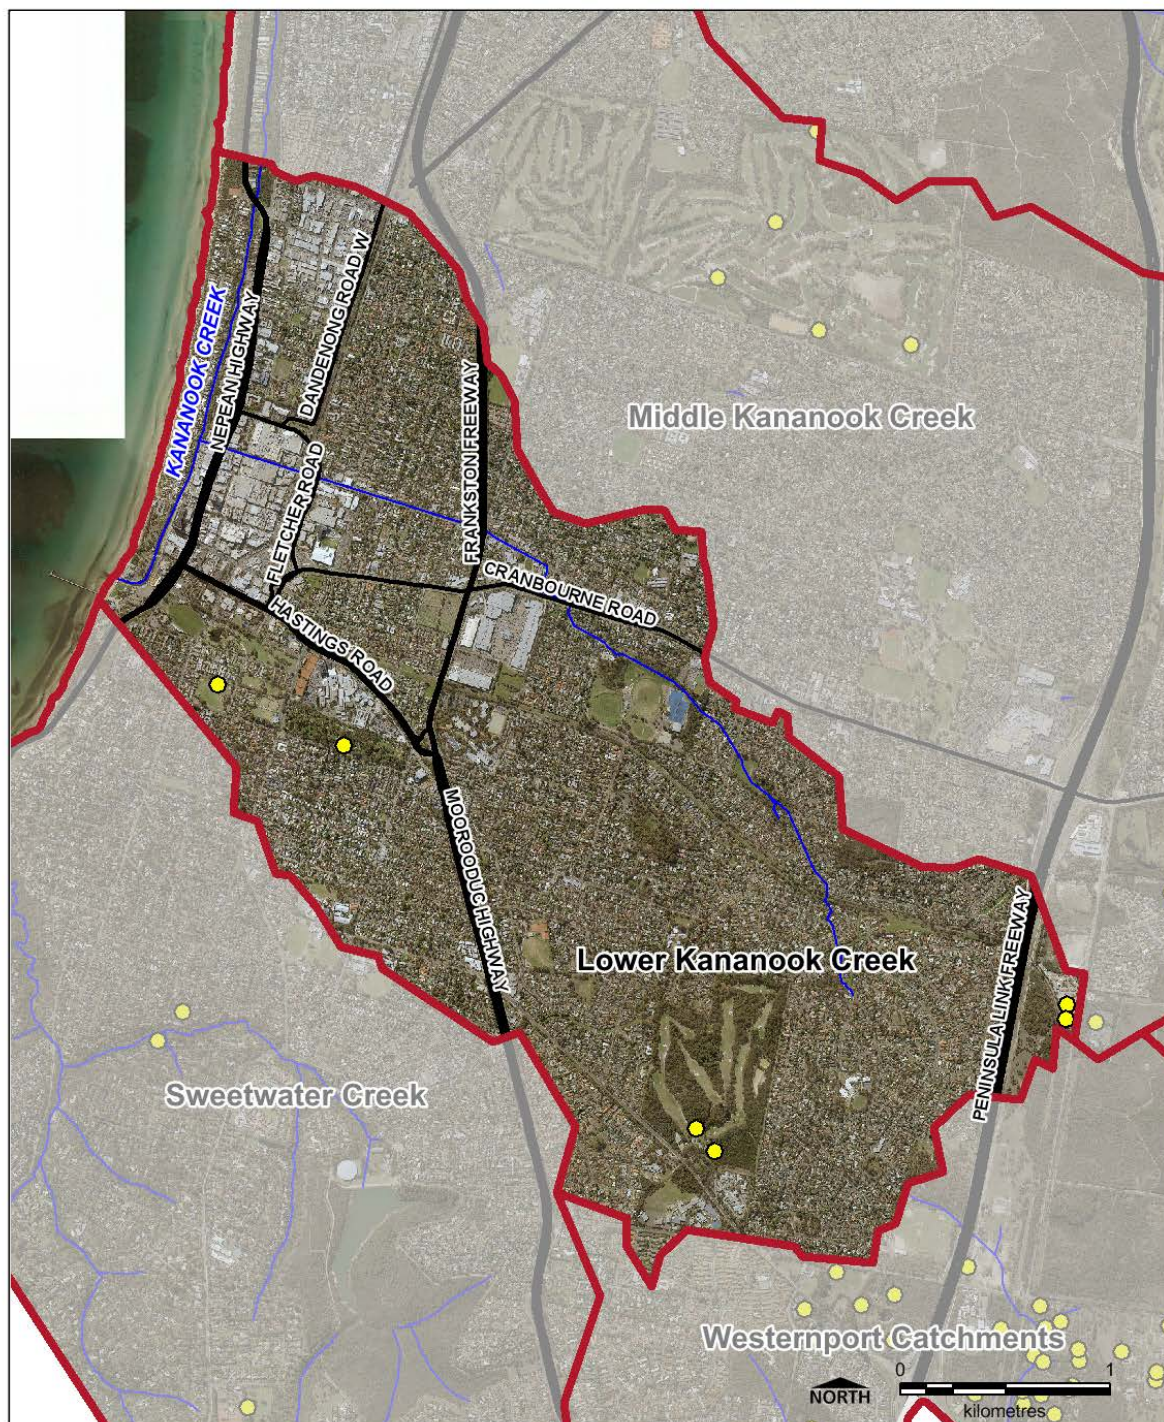 KANANOOK CREEK
NEPEAN HIGHWAY
DANDENONG ROAD W
FLETCHER ROAD
FRANKSTON FREEWAY
Middle Kananook Creek
CRANBOURNE ROAD
HASTINGS ROAD
MOOROODUC HIGHWAY
Lower Kananook Creek
PENINSULA LINK FREEWAY
Sweetwater Creek
Westernport Catchments
NORTH
0 1
kilometres